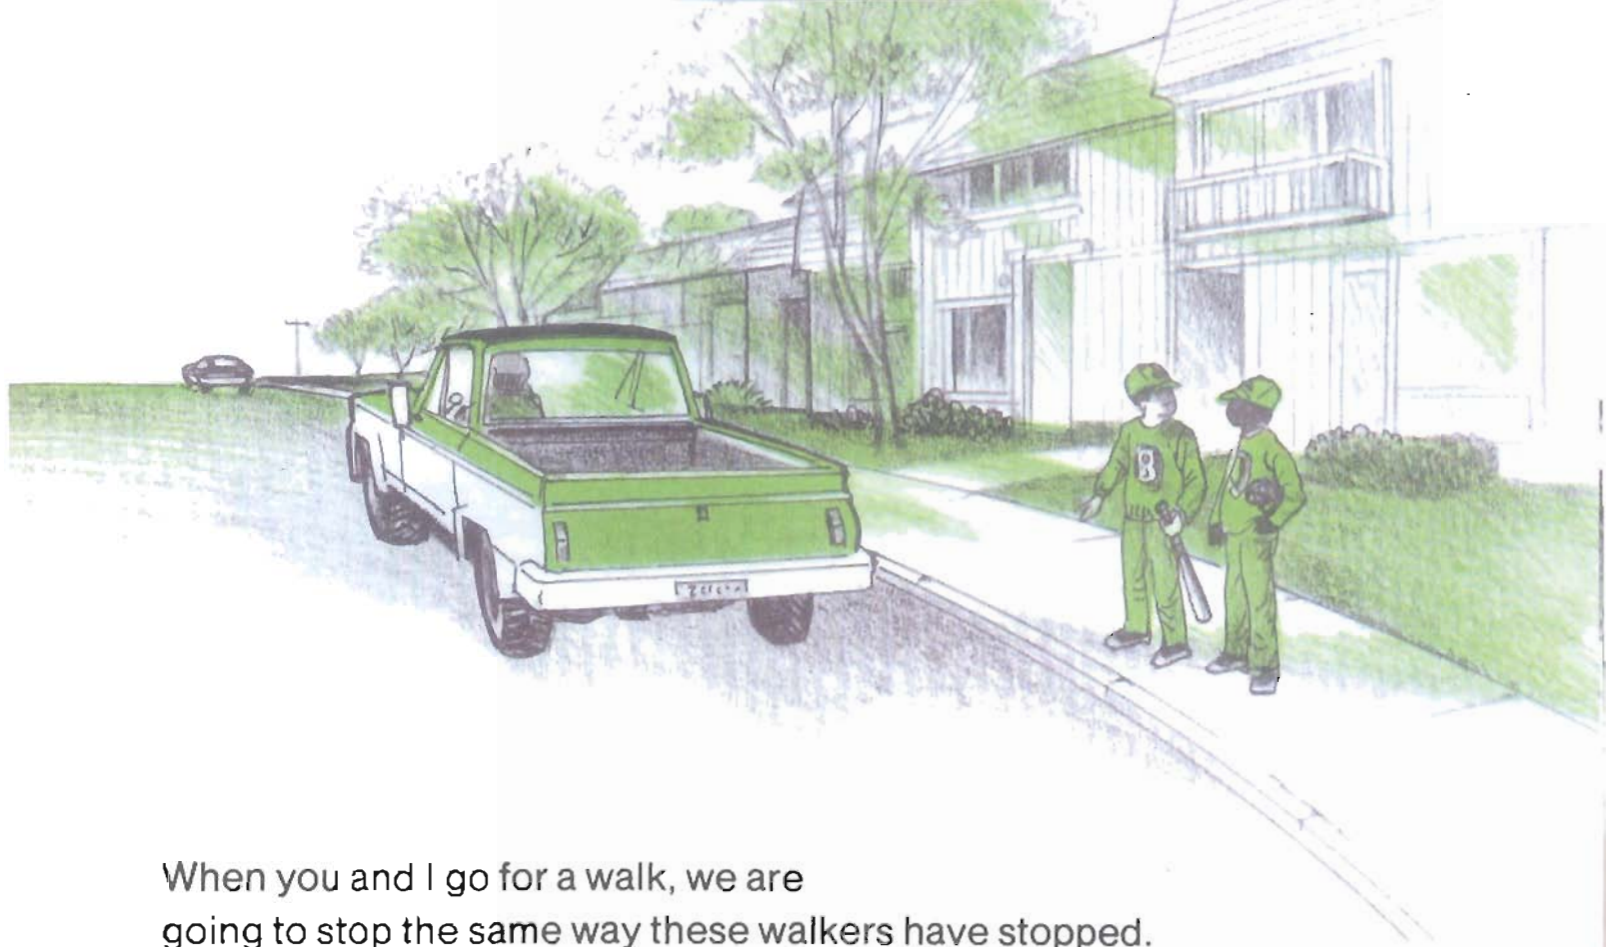 B
When you and I go for a walk, we are
going to stop the same way these walkers have stopped.